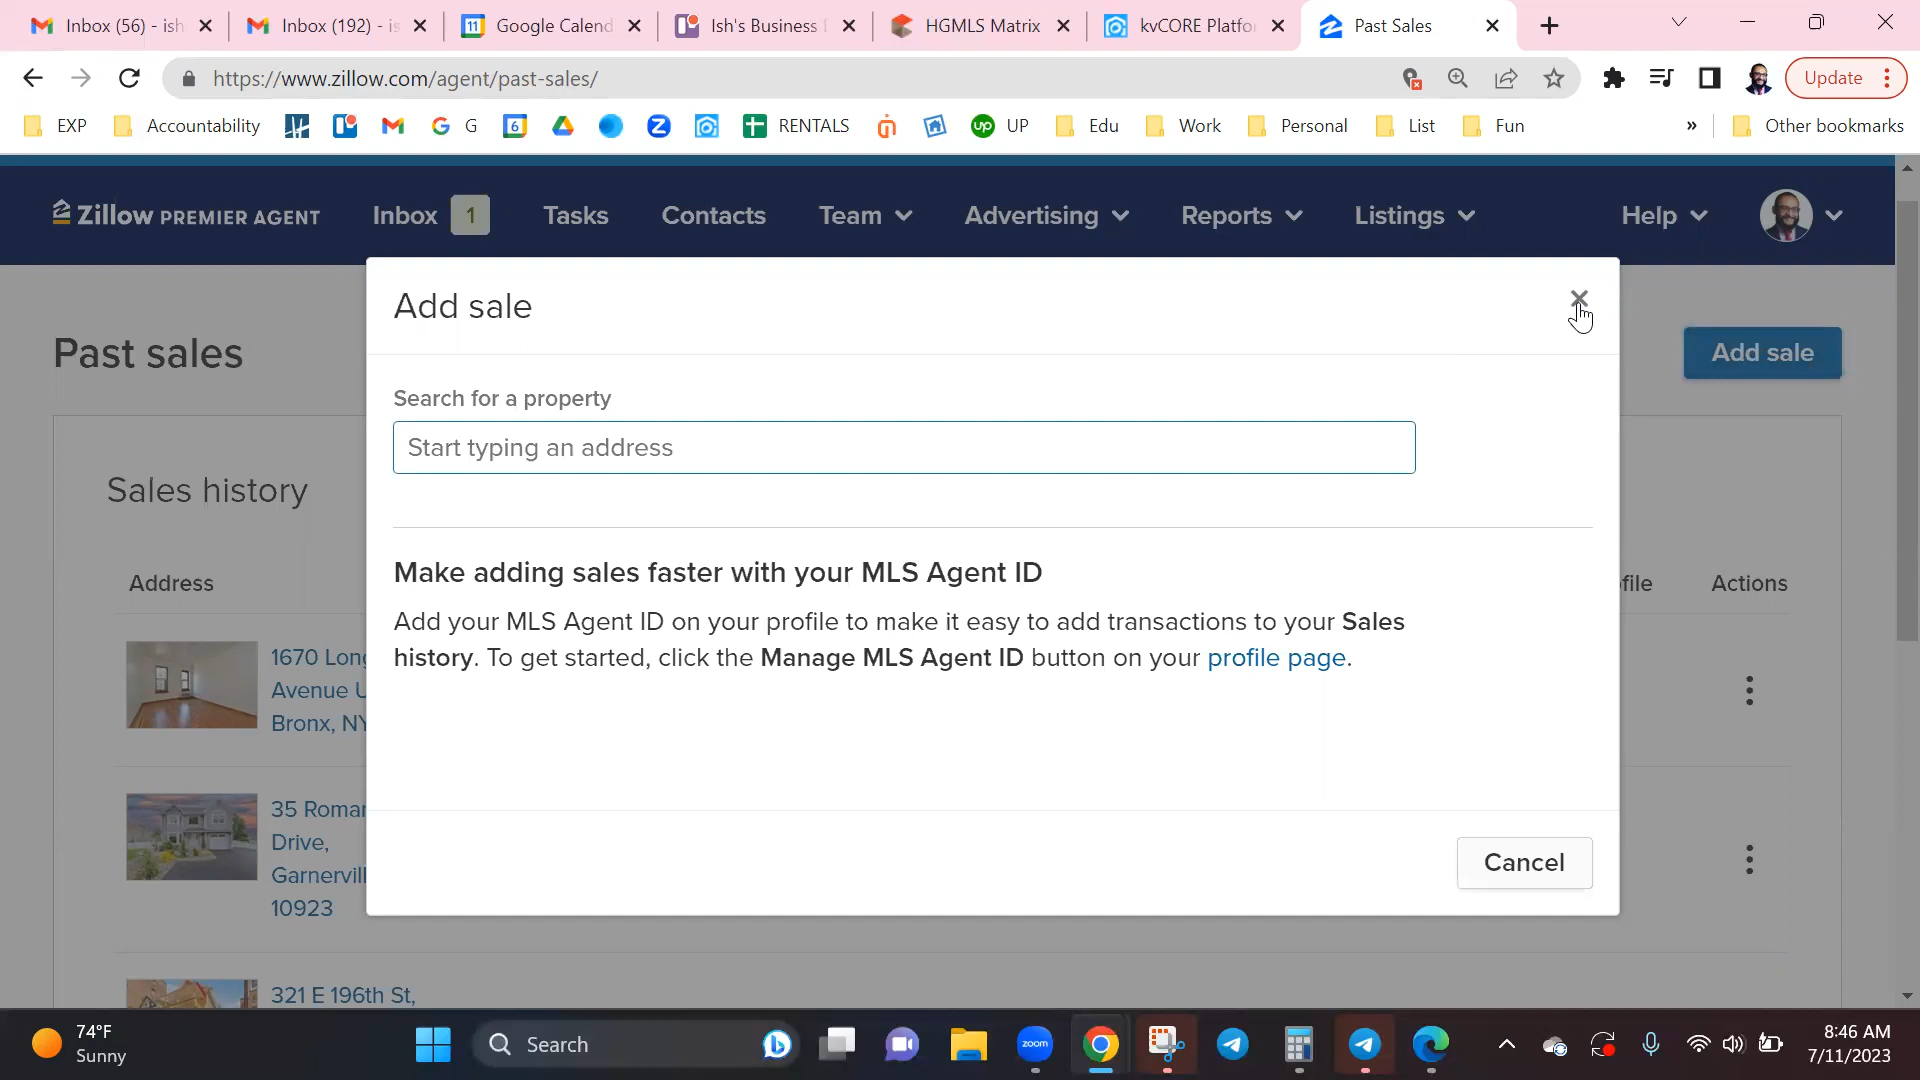 Inbox (56) - ish
Inbox (192) - is
Google Calend
Ish's Business
HGMLS Matrix
kvCORE Platfo
Past Sales
https://www.zillow.com/agent/past-sales/
Update
EXP
Accountability
G
6
RENTALS
UP
Edu
Work
Personal
List
Fun
»
Other bookmarks
Zillow PREMIER AGENT
Inbox 1
Tasks
Contacts
Team
Advertising
Reports
Listings
Help
Past sales
Add sale
Sales history
Address
file
Actions
1670 Long
Avenue U
Bronx, NY
35 Roman
Drive,
Garnervill
10923
321 E 196th St,
Add sale
Search for a property
Start typing an address
Make adding sales faster with your MLS Agent ID
Add your MLS Agent ID on your profile to make it easy to add transactions to your Sales
history. To get started, click the Manage MLS Agent ID button on your profile page.
Cancel
74°F
Sunny
Search
zoom
8:46 AM
7/11/2023